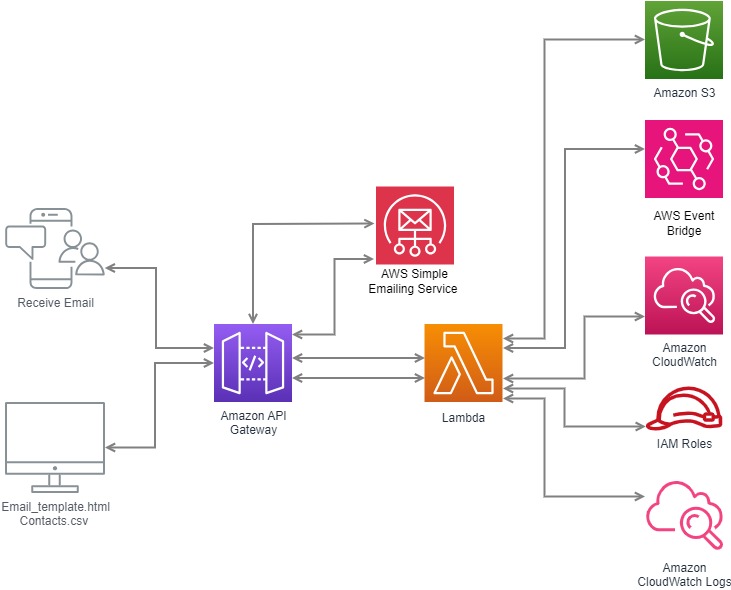 Amazon S3
AWS Event
Bridge
AWS Simple
Emailing Service
Receive Email
Amazon
CloudWatch
</>
Amazon API
Gateway
Lambda
IAM Roles
Email_template.html
Contacts.csv
Amazon
CloudWatch Logs